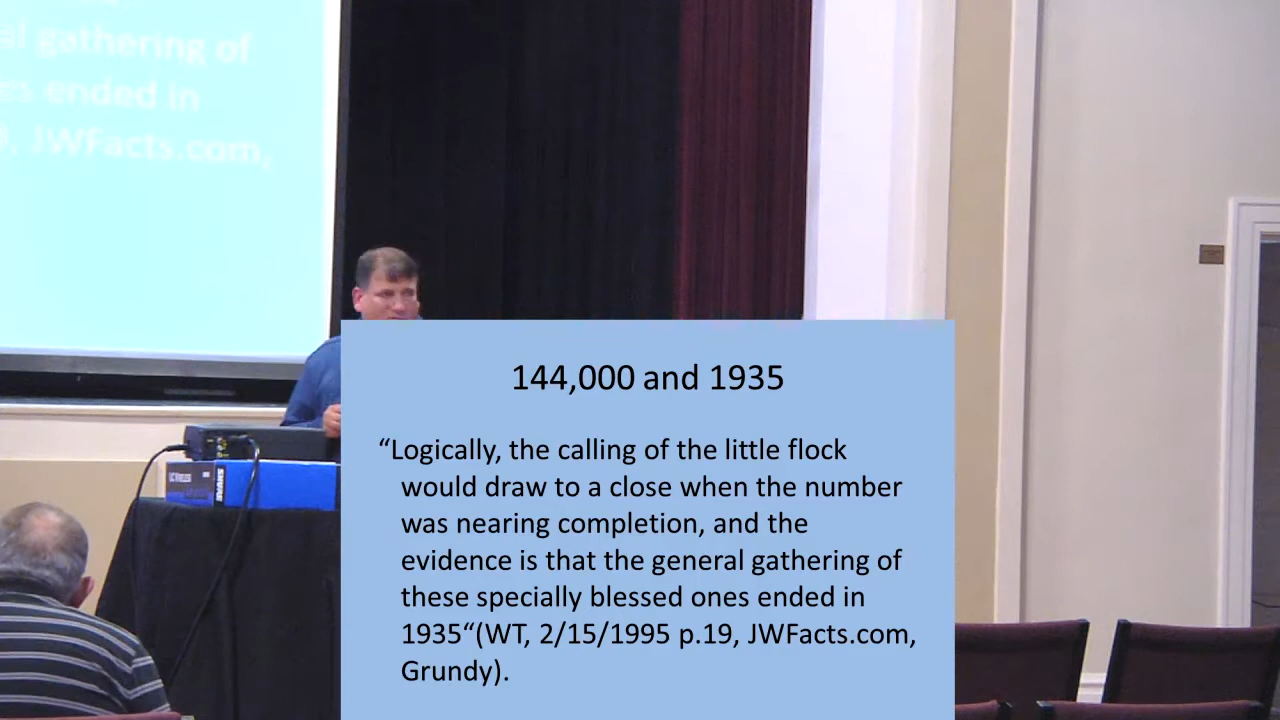 al gathering of
es ended in
, JWFacts.com,
144,000 and 1935
“Logically, the calling of the little flock
would draw to a close when the number
was nearing completion, and the
evidence is that the general gathering of
these specially blessed ones ended in
1935“(WT, 2/15/1995 p.19, JWFacts.com,
Grundy).
SHURE